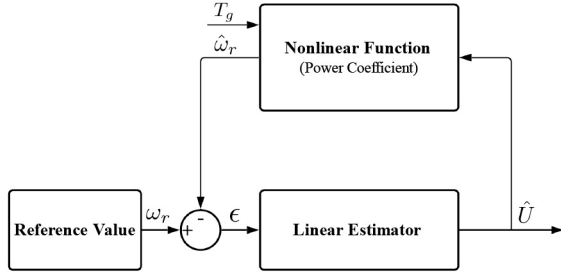 T_g
ω̂_r
Nonlinear Function
(Power Coefficient)
Reference Value
ω_r
+
-
ϵ
Linear Estimator
Û